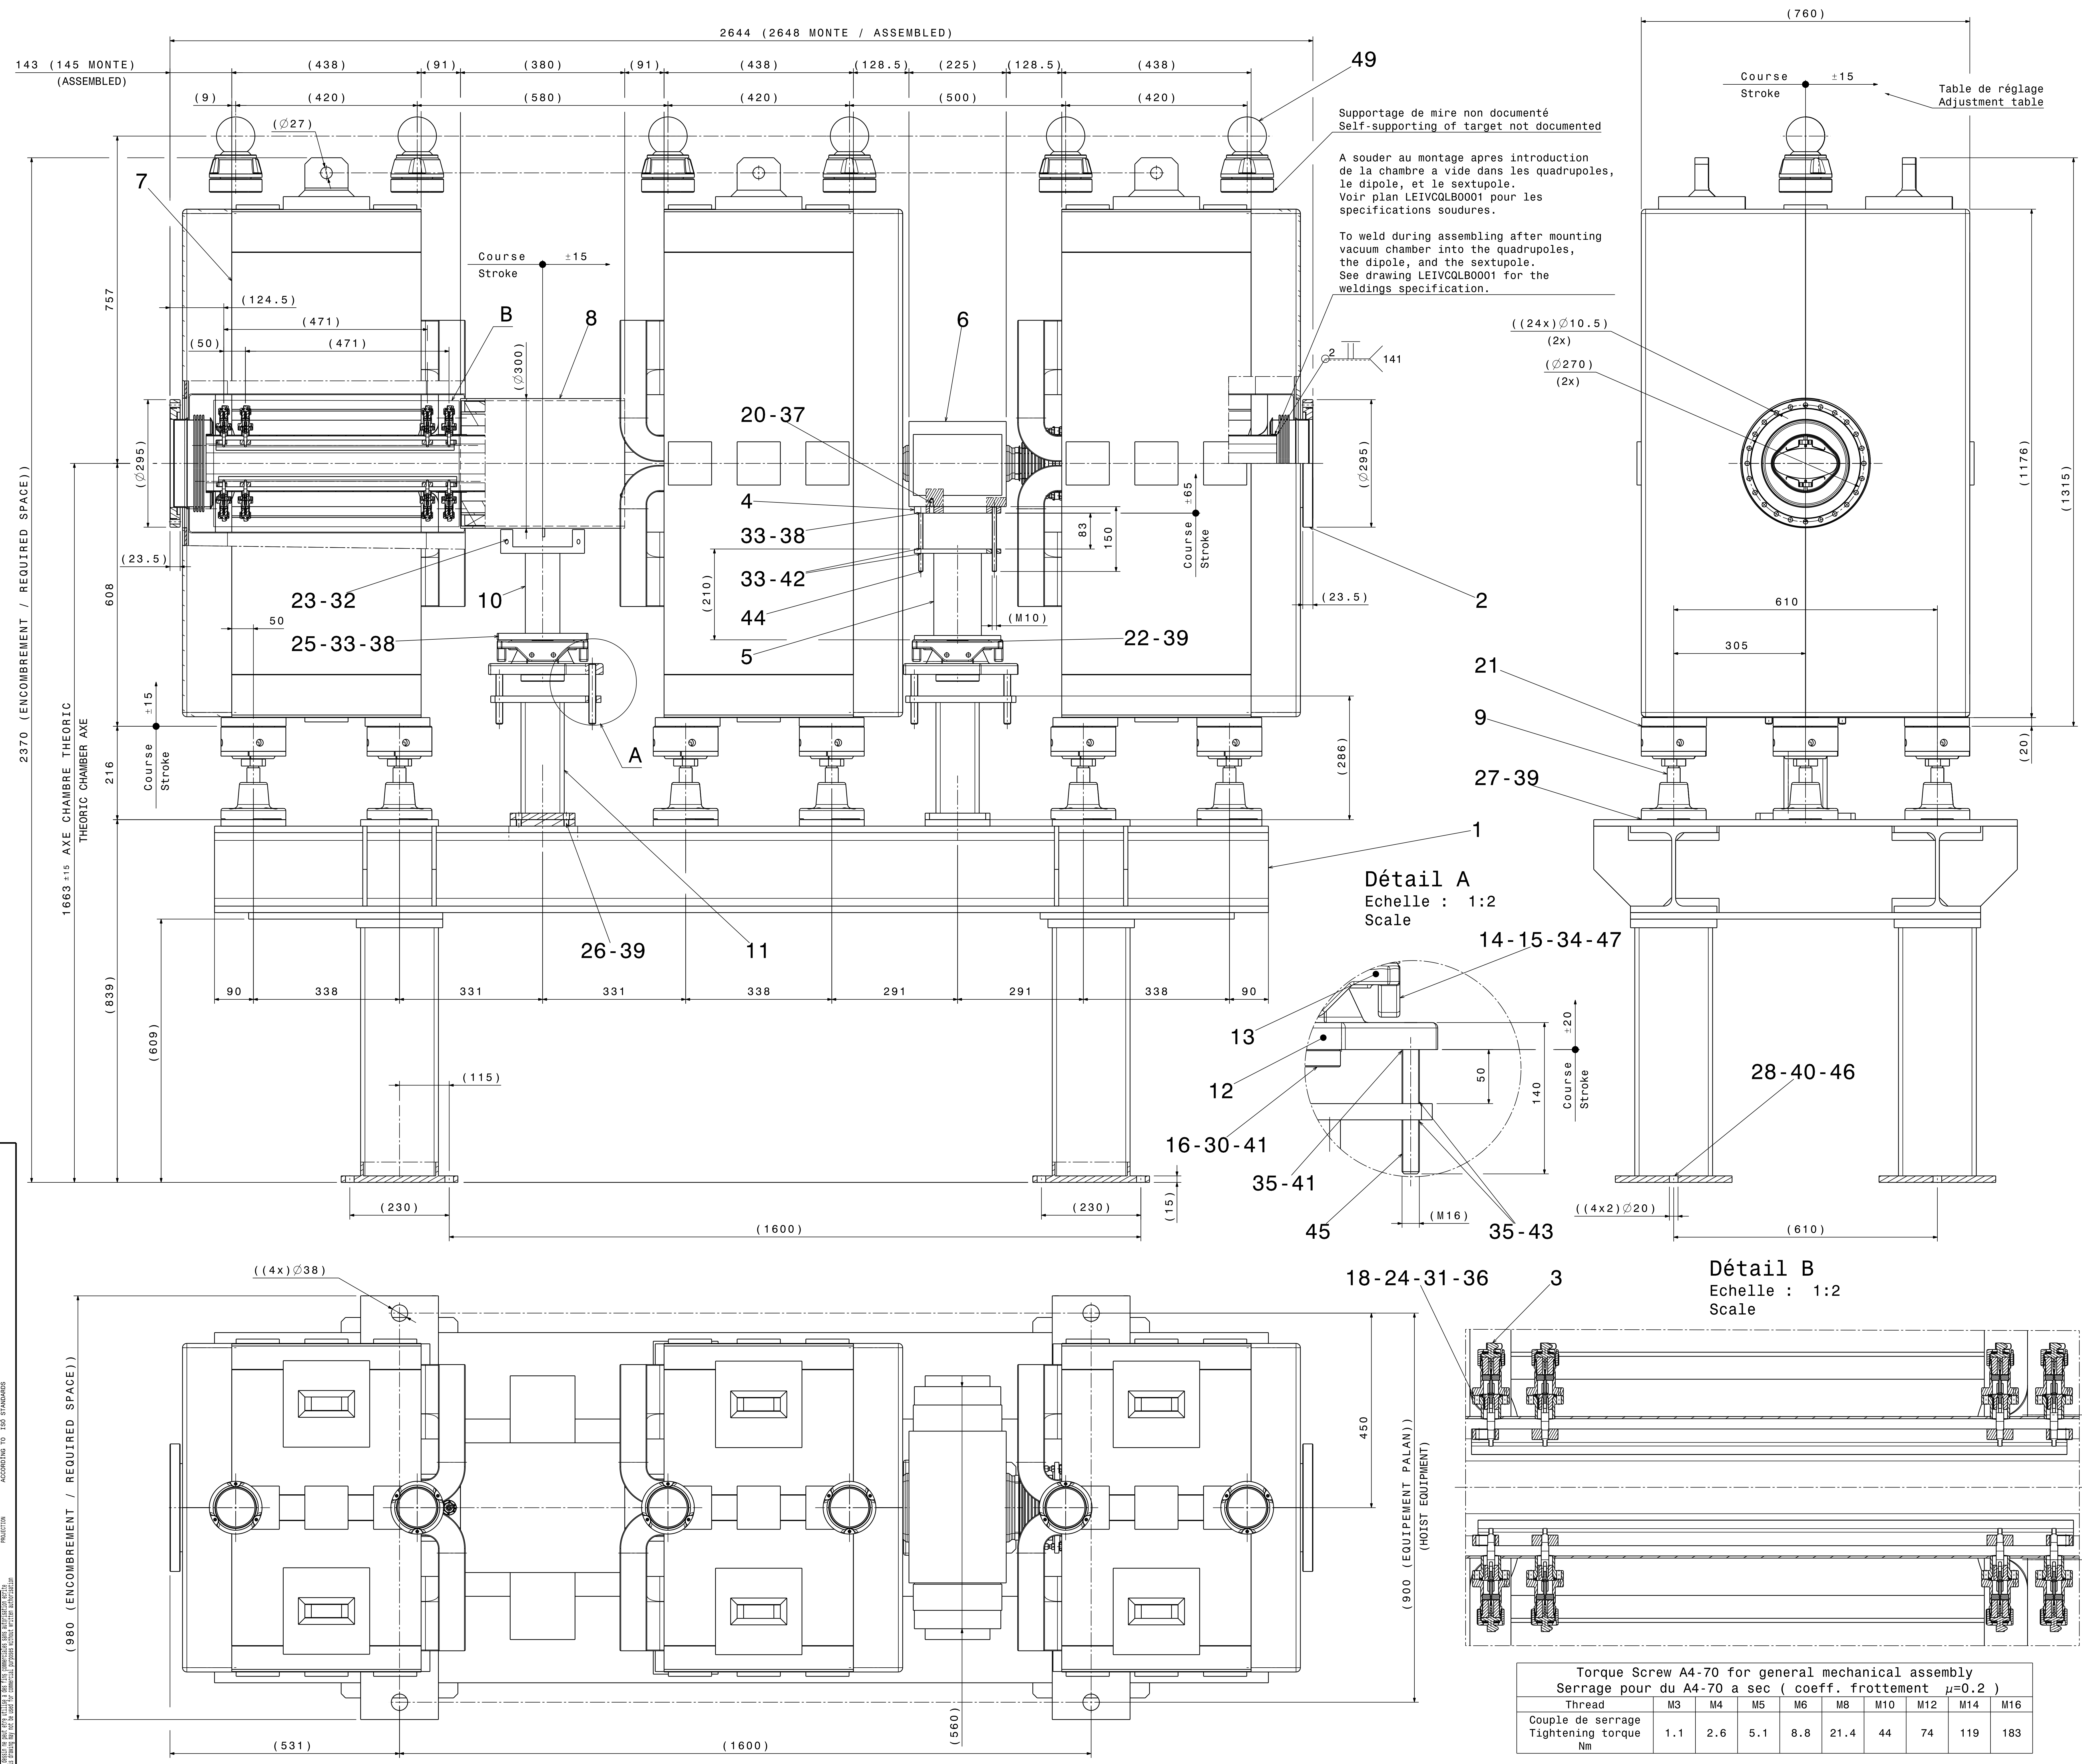 2644 (2648 MONTE / ASSEMBLED)
(760)
143 (145 MONTE)
(ASSEMBLED)
(438)
(91)
(380)
(91)
(438)
(128.5)
(225)
(128.5)
(438)
49
(9)
(420)
(580)
(420)
(500)
(420)
(Ø27)
Course
Stroke
±15
Table de réglage
Adjustment table
Supportage de mire non documenté
Self-supporting of target not documented
A souder au montage apres introduction
de la chambre a vide dans les quadrupoles,
le dipole, et le sextupole.
Voir plan LEIVCQLB0001 pour les
specifications soudures.
To weld during assembling after mounting
vacuum chamber into the quadrupoles,
the dipole, and the sextupole.
See drawing LEIVCQLB0001 for the
weldings specification.
7
757
Course
Stroke
±15
(124.5)
(471)
(50)
(471)
B
8
6
(Ø300)
2
141
((24x)Ø10.5)
(2x)
(Ø270)
(2x)
(1176)
(1315)
2370 (ENCOMBREMENT / REQUIRED SPACE))
(Ø295)
20-37
4
33-38
33-42
44
5
(210)
83
150
(M10)
22-39
Course ±65
Stroke
(Ø295)
(23.5)
2
(23.5)
608
23-32
10
25-33-38
50
610
305
21
9
27-39
(20)
1663 ±15 AXE CHAMBRE THEORIC
THEORIC CHAMBER AXE
±15
Course
Stroke
216
A
(286)
1
26-39
11
90
338
331
331
338
291
291
338
90
(839)
(609)
(115)
(230)
(230)
(15)
(1600)
Détail A
Echelle : 1:2
Scale
14-15-34-47
13
12
16-30-41
35-41
45
(M16)
35-43
50
140
Course ±20
Stroke
28-40-46
((4x2)Ø20)
(610)
((4x)Ø38)
(980 (ENCOMBREMENT / REQUIRED SPACE))
450
(900 (EQUIPEMENT PALAN))
(HOIST EQUIPMENT)
(560)
(531)
(1600)
Détail B
Echelle : 1:2
Scale
18-24-31-36
3
Torque Screw A4-70 for general mechanical assembly
Serrage pour du A4-70 a sec ( coeff. frottement μ=0.2 )
Thread M3 M4 M5 M6 M8 M10 M12 M14 M16
Couple de serrage
Tightening torque 1.1 2.6 5.1 8.8 21.4 44 74 119 183
Nm
ACCORDING TO ISO STANDARDS
PROJECTION